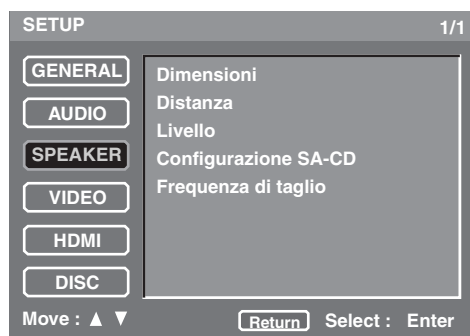 SETUP 1/1
GENERAL
AUDIO
SPEAKER
VIDEO
HDMI
DISC
Dimensioni
Distanza
Livello
Configurazione SA-CD
Frequenza di taglio
Move : ▲ ▼ Return Select : Enter